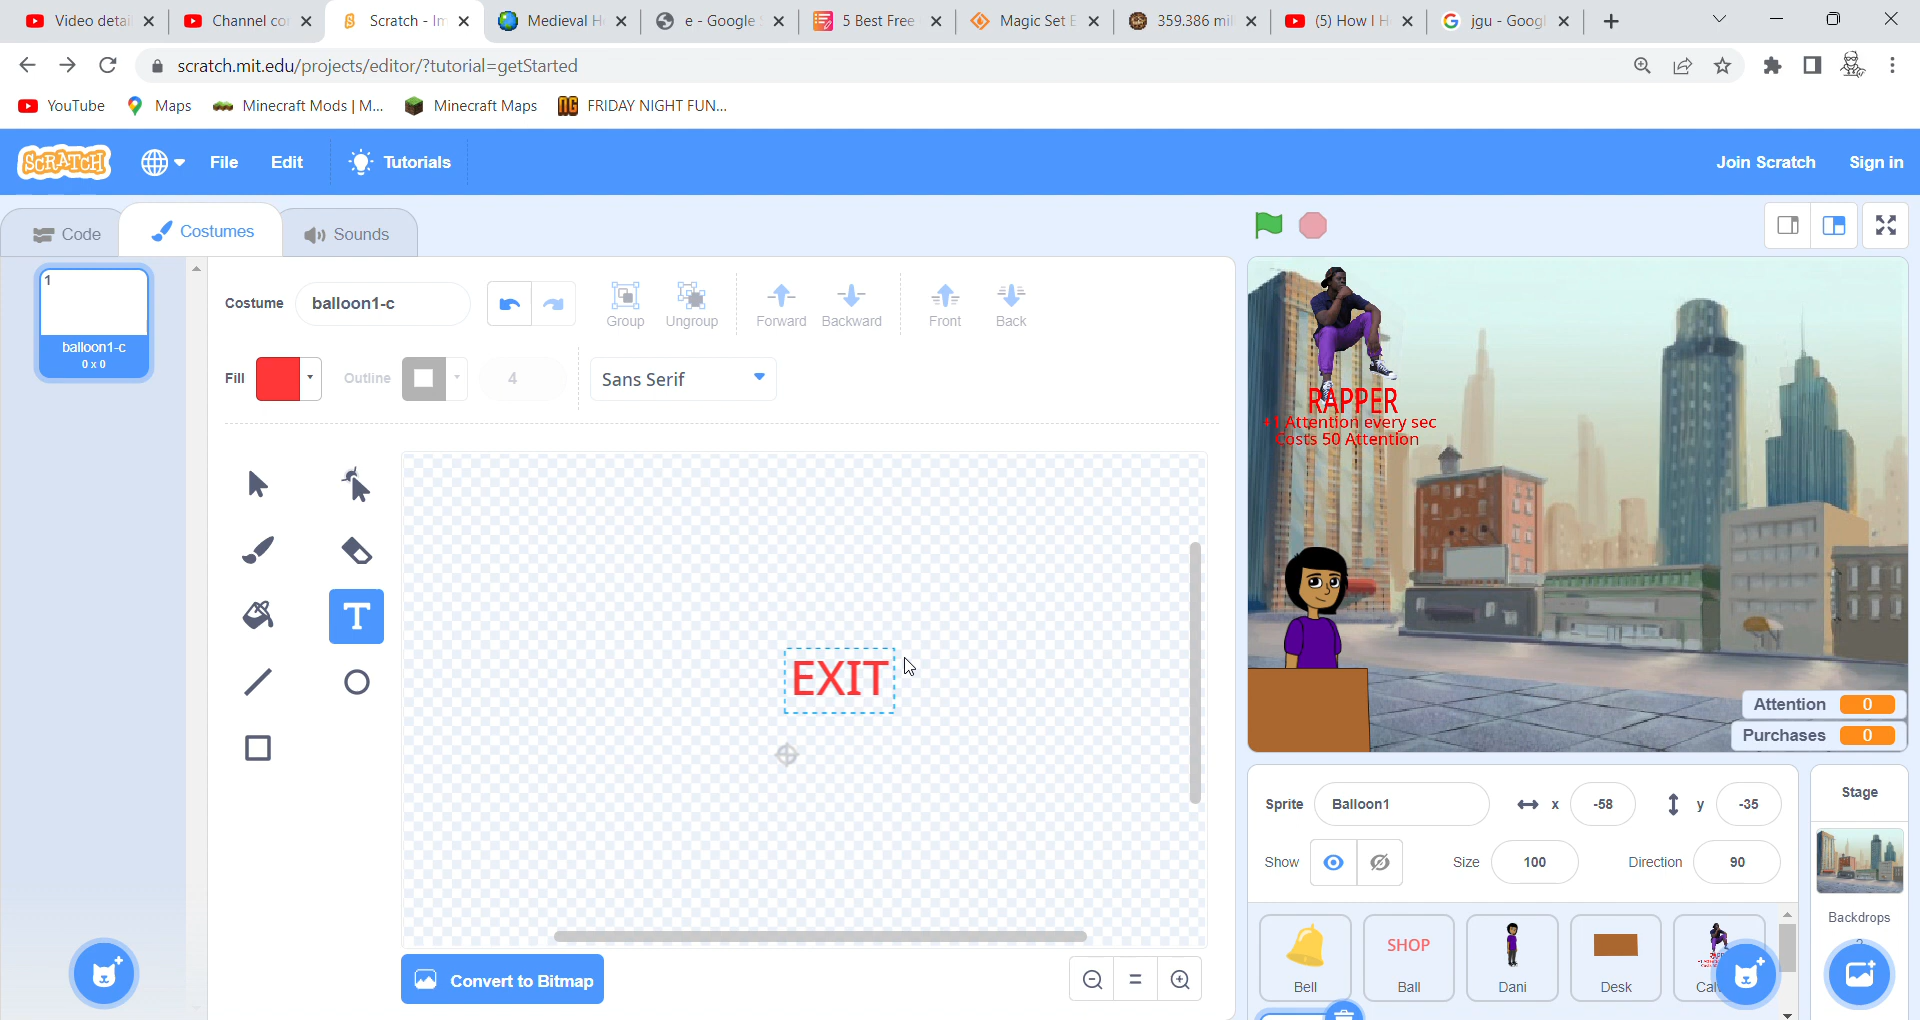 Video detai
Channel co
Scratch - Im
Medieval H
e - Google S
5 Best Free
Magic Set E
359.386 mil
(5) How I H
jgu - Googl
scratch.mit.edu/projects/editor/?tutorial=getStarted
YouTube
Maps
Minecraft Mods | M...
Minecraft Maps
FRIDAY NIGHT FUN...
SCRATCH
File
Edit
Tutorials
Join Scratch
Sign in
Code
Costumes
Sounds
1
balloon1-c
0 x 0
Costume
balloon1-c
Group
Ungroup
Forward
Backward
Front
Back
Fill
Outline
4
Sans Serif
T
EXIT
Convert to Bitmap
RAPPER
+1 Attention every sec
Costs 50 Attention
Attention 0
Purchases 0
Sprite
Balloon1
x
-58
y
-35
Show
Size
100
Direction
90
Stage
Backdrops
SHOP
Bell
Ball
Dani
Desk